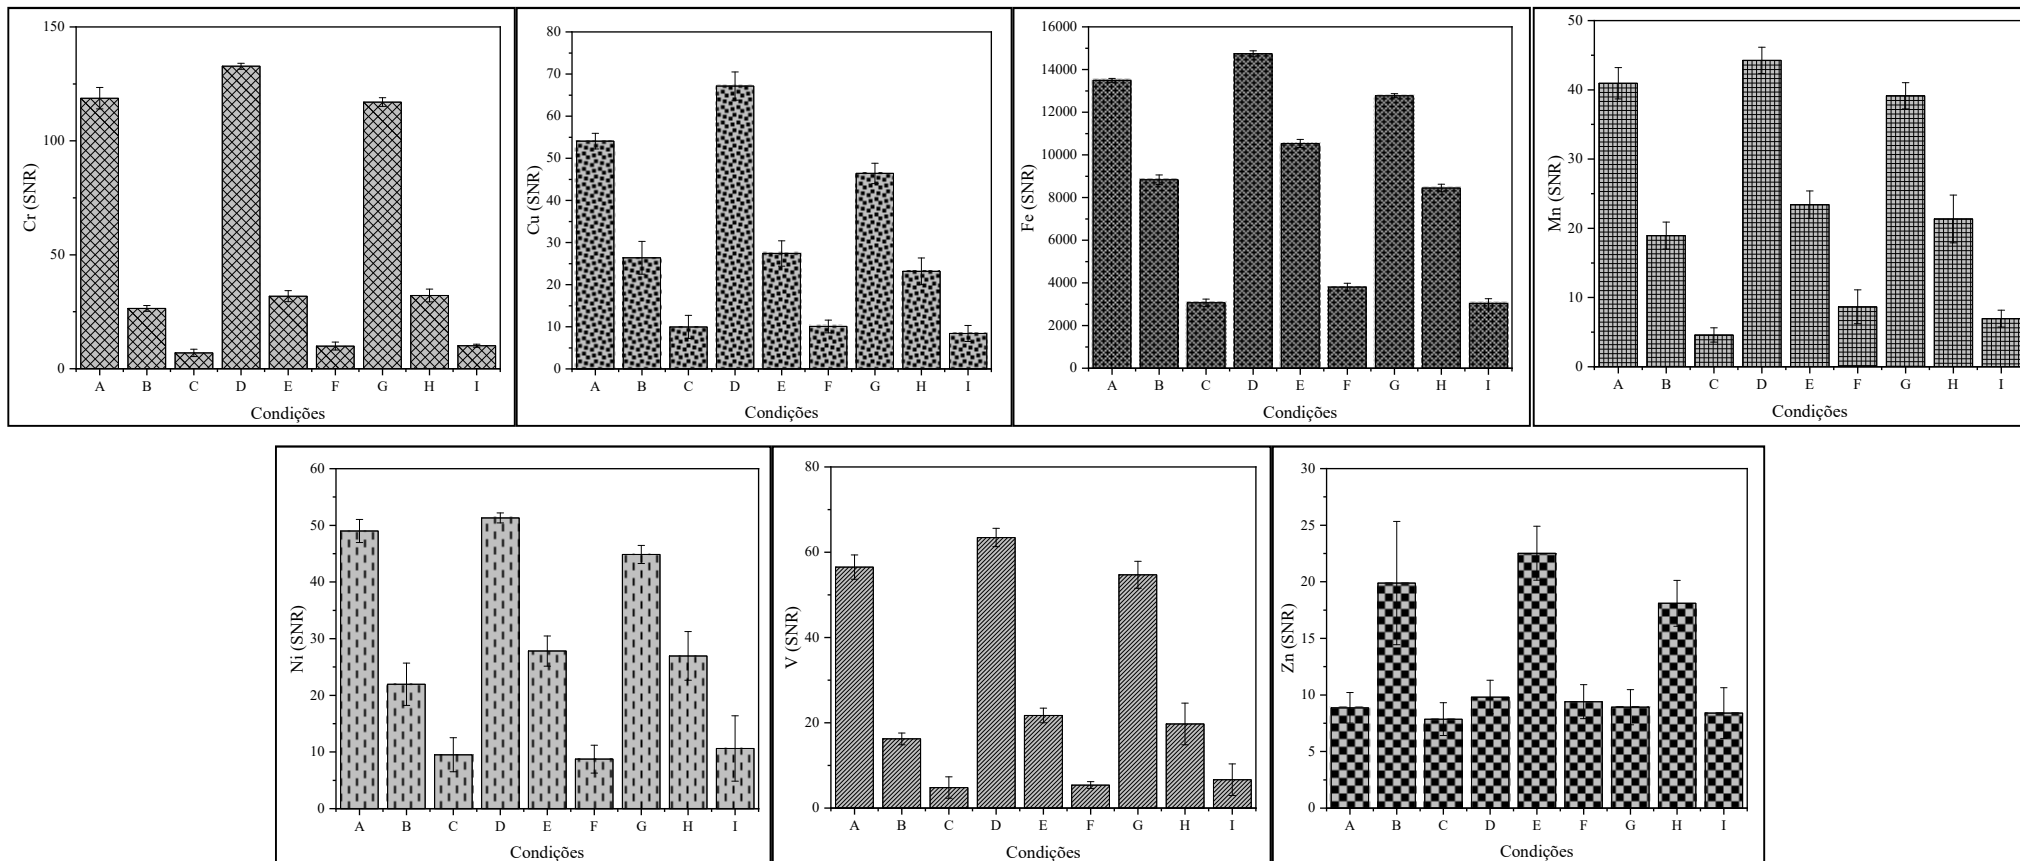 Cr (SNR)
150
100
50
0
A B C D E F G H I
Condições
Cu (SNR)
80
70
60
50
40
30
20
10
0
A B C D E F G H I
Condições
Fe (SNR)
16000
14000
12000
10000
8000
6000
4000
2000
0
A B C D E F G H I
Condições
Mn (SNR)
50
40
30
20
10
0
A B C D E F G H I
Condições
Ni (SNR)
60
50
40
30
20
10
0
A B C D E F G H I
Condições
V (SNR)
80
60
40
20
0
A B C D E F G H I
Condições
Zn (SNR)
30
25
20
15
10
5
0
A B C D E F G H I
Condições